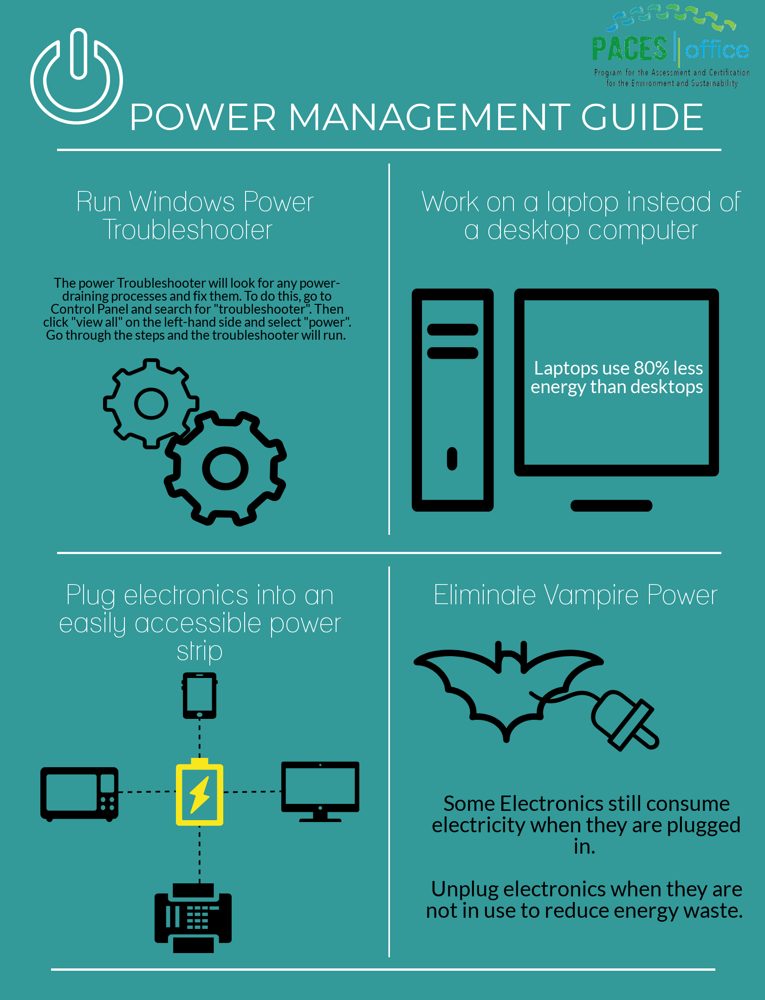 PACES office
Program for the Assessment and Certification
for the Environment and Sustainability
POWER MANAGEMENT GUIDE
Run Windows Power
Troubleshooter
The power Troubleshooter will look for any power-
draining processes and fix them. To do this, go to
Control Panel and search for "troubleshooter". Then
click "view all" on the left-hand side and select "power".
Go through the steps and the troubleshooter will run.
Work on a laptop instead of
a desktop computer
Laptops use 80% less
energy than desktops
Plug electronics into an
easily accessible power
strip
Eliminate Vampire Power
Some Electronics still consume
electricity when they are plugged
in.
Unplug electronics when they are
not in use to reduce energy waste.